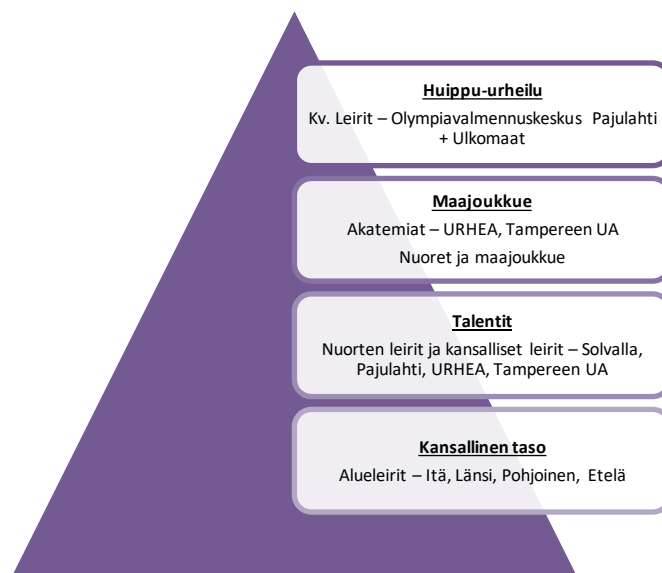 Huippu-urheilu
Kv. Leirit – Olympiavalmennuskeskus Pajulahti
+ Ulkomaat
Maajoukkue
Akatemiat – URHEA, Tampereen UA
Nuoret ja maajoukkue
Talentit
Nuorten leirit ja kansalliset leirit – Solvalla,
Pajulahti, URHEA, Tampereen UA
Kansallinen taso
Alueleirit – Itä, Länsi, Pohjoinen, Etelä